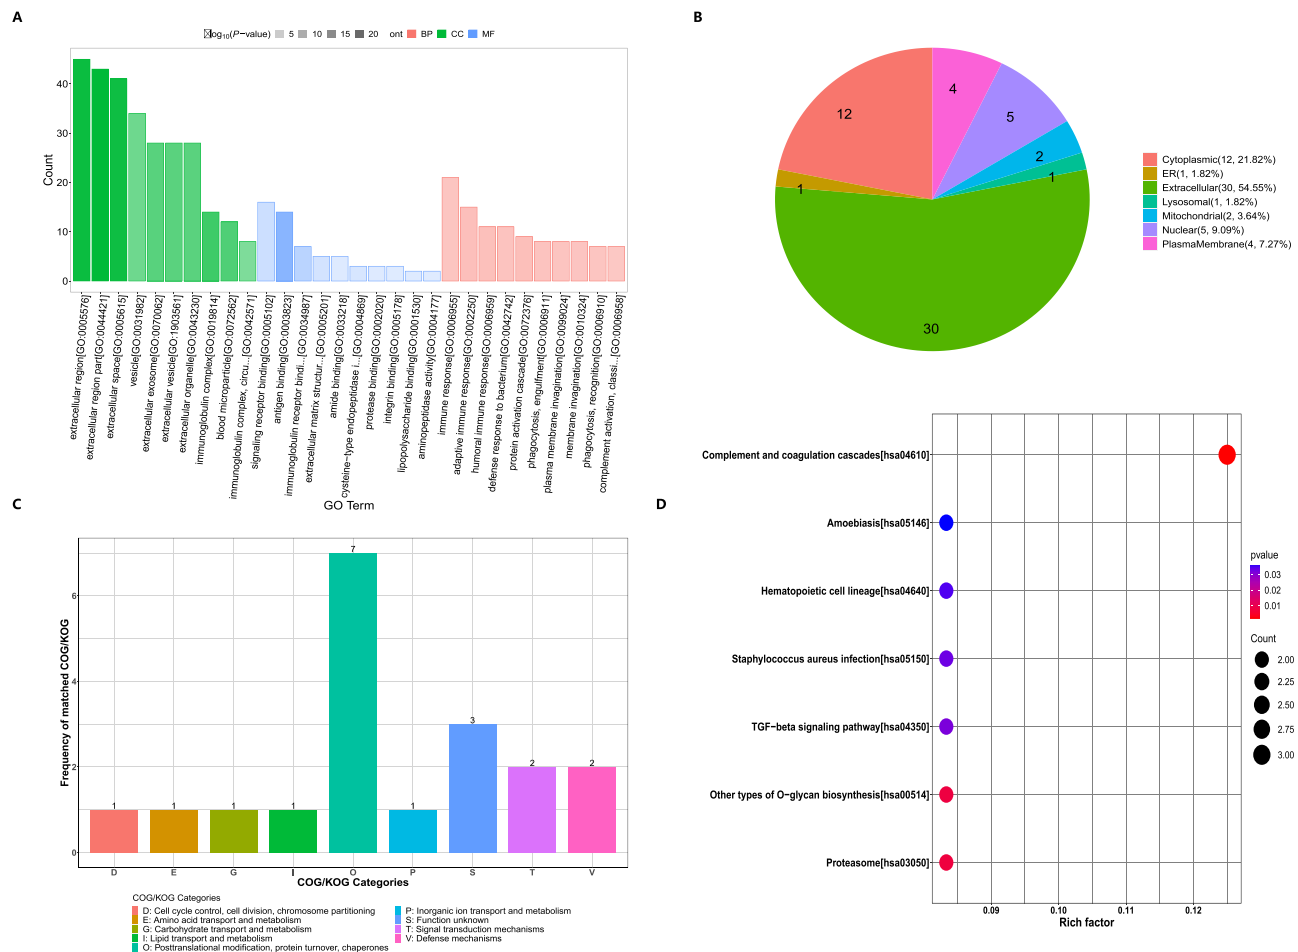 A
log10(P−value) 5 10 15 20 ont BP CC MF
Count
40
30
20
10
0
extracellular region[GO:0005576]
extracellular region part[GO:0044421]
extracellular space[GO:0005615]
vesicle[GO:0031982]
extracellular exosome[GO:0070062]
extracellular vesicle[GO:1903561]
extracellular organelle[GO:0043230]
immunoglobulin complex[GO:0019814]
blood microparticle[GO:0072562]
immunoglobulin complex, circu...[GO:0042571]
signaling receptor binding[GO:0005102]
antigen binding[GO:0003823]
immunoglobulin receptor bindi...[GO:0034987]
extracellular matrix structur...[GO:0005201]
amide binding[GO:0033218]
cysteine−type endopeptidase i...[GO:0004869]
protease binding[GO:0002020]
integrin binding[GO:0005178]
lipopolysaccharide binding[GO:0001530]
aminopeptidase activity[GO:0004177]
immune response[GO:0006955]
adaptive immune response[GO:0002250]
humoral immune response[GO:0006959]
defense response to bacterium[GO:0042742]
protein activation cascade[GO:0072376]
phagocytosis, engulfment[GO:0006911]
plasma membrane invagination[GO:0099024]
membrane invagination[GO:0010324]
phagocytosis, recognition[GO:0006910]
complement activation, classi...[GO:0006958]
GO Term
B
12
4
5
2
1
1
30
Cytoplasmic(12, 21.82%)
ER(1, 1.82%)
Extracellular(30, 54.55%)
Lysosomal(1, 1.82%)
Mitochondrial(2, 3.64%)
Nuclear(5, 9.09%)
PlasmaMembrane(4, 7.27%)
C
Frequency of matched COG/KOG
6
4
2
0
1
1
1
1
7
1
3
2
2
D E G I O P S T V
COG/KOG Categories
COG/KOG Categories
D: Cell cycle control, cell division, chromosome partitioning
E: Amino acid transport and metabolism
G: Carbohydrate transport and metabolism
I: Lipid transport and metabolism
O: Posttranslational modification, protein turnover, chaperones
P: Inorganic ion transport and metabolism
S: Function unknown
T: Signal transduction mechanisms
V: Defense mechanisms
D
Complement and coagulation cascades[hsa04610]
Amoebiasis[hsa05146]
Hematopoietic cell lineage[hsa04640]
Staphylococcus aureus infection[hsa05150]
TGF−beta signaling pathway[hsa04350]
Other types of O−glycan biosynthesis[hsa00514]
Proteasome[hsa03050]
0.09 0.10 0.11 0.12
Rich factor
pvalue
0.03
0.02
0.01
Count
2.00
2.25
2.50
2.75
3.00